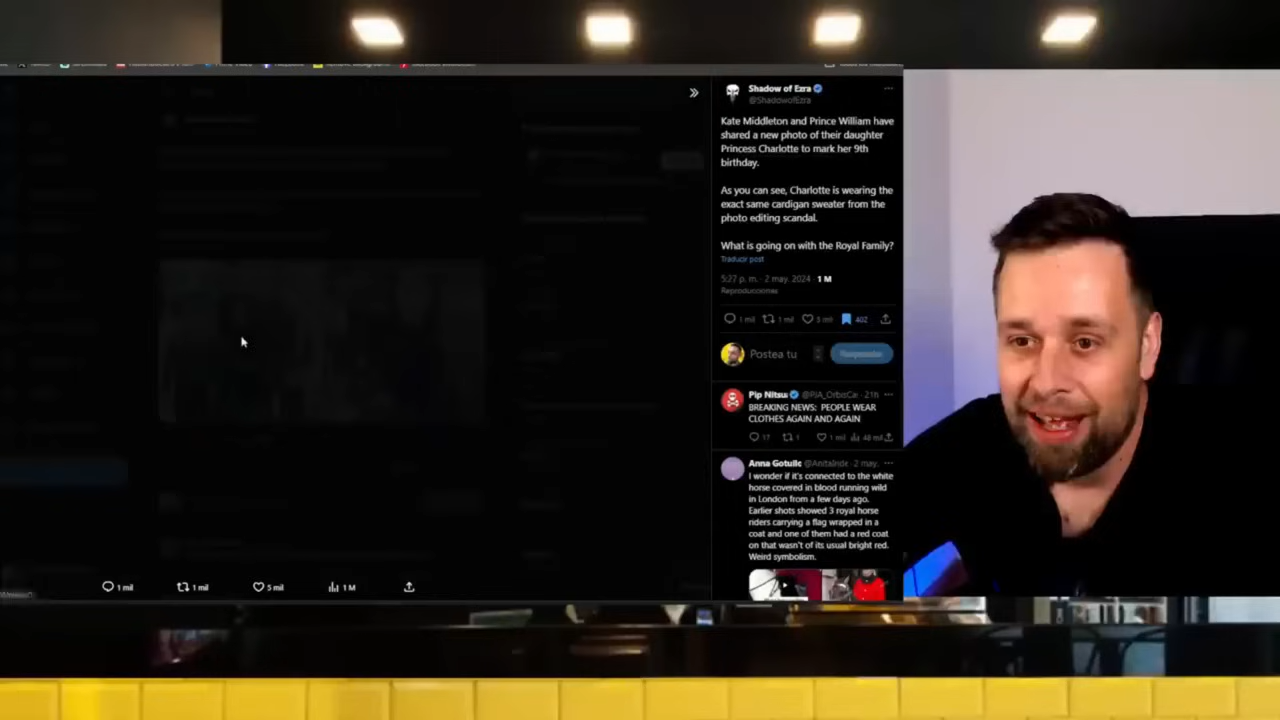 Shadow of Ezra
@ShadowofEzra
Kate Middleton and Prince William have
shared a new photo of their daughter
Princess Charlotte to mark her 9th
birthday.
As you can see, Charlotte is wearing the
exact same cardigan sweater from the
photo editing scandal.
What is going on with the Royal Family?
Traducir post
5:27 p. m. · 2 may. 2024 · 1 M
Reproducciones
1 mil 1 mil 5 mil 402
Postea tu
Responder
Pip Nitsu @PJA_OrbisCa · 21h
BREAKING NEWS: PEOPLE WEAR
CLOTHES AGAIN AND AGAIN
17 1 1 mil 48 mil
Anna Gotullc · 2 may.
I wonder if it's connected to the white
horse covered in blood running wild
in London from a few days ago.
Earlier shots showed 3 royal horse
riders carrying a flag wrapped in a
coat and one of them had a red coat
on that wasn't of its usual bright red.
Weird symbolism.
1 mil 1 mil 5 mil 1 M